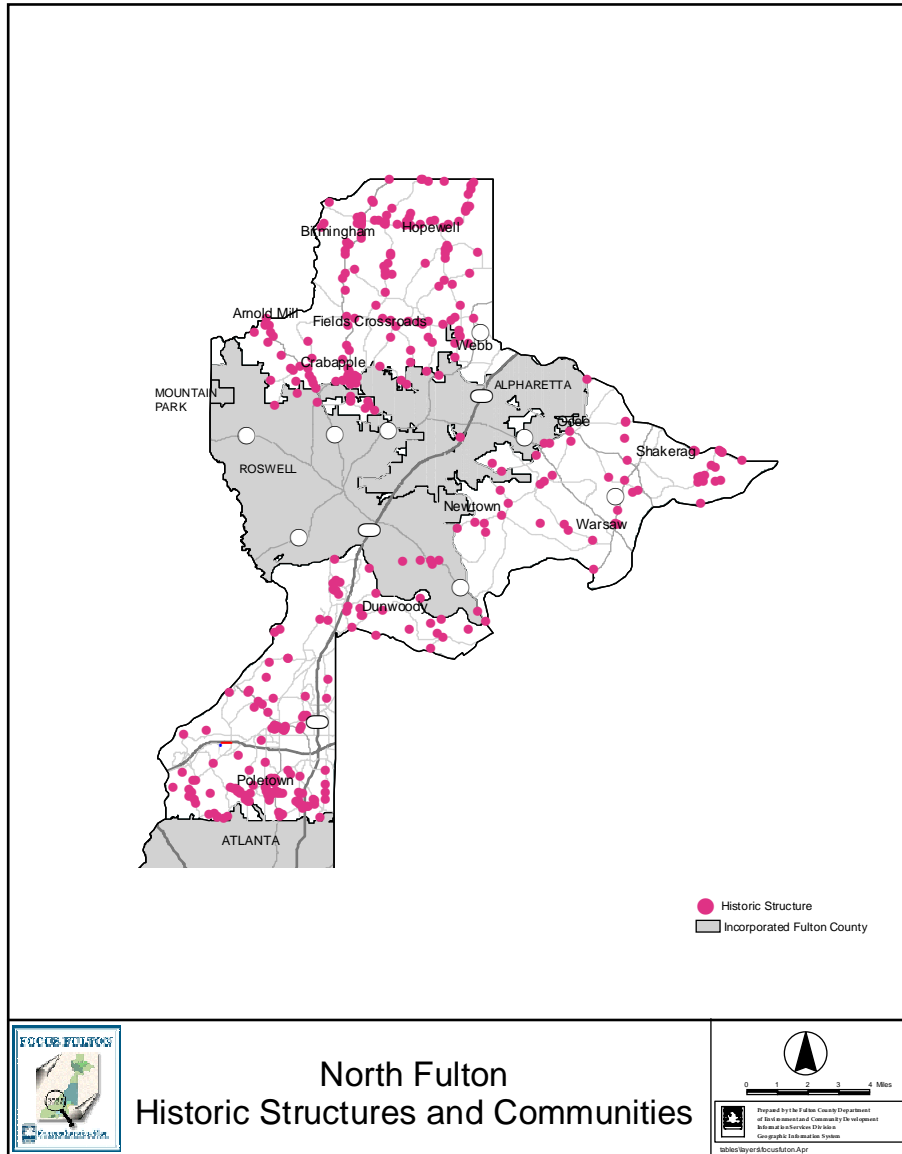 Birmingham
Hopewell
Arnold Mill
Fields Crossroads
Webb
Crabapple
ALPHARETTA
MOUNTAIN
PARK
Ocee
Shakerag
ROSWELL
Newtown
Warsaw
Dunwoody
Poletown
ATLANTA
Historic Structure
Incorporated Fulton County
FOCUS FULTON
North Fulton
Historic Structures and Communities
0 1 2 3 4 Miles
Prepared by the Fulton County Department
of Environment and Community Development
Information Services Division
Geographic Information System